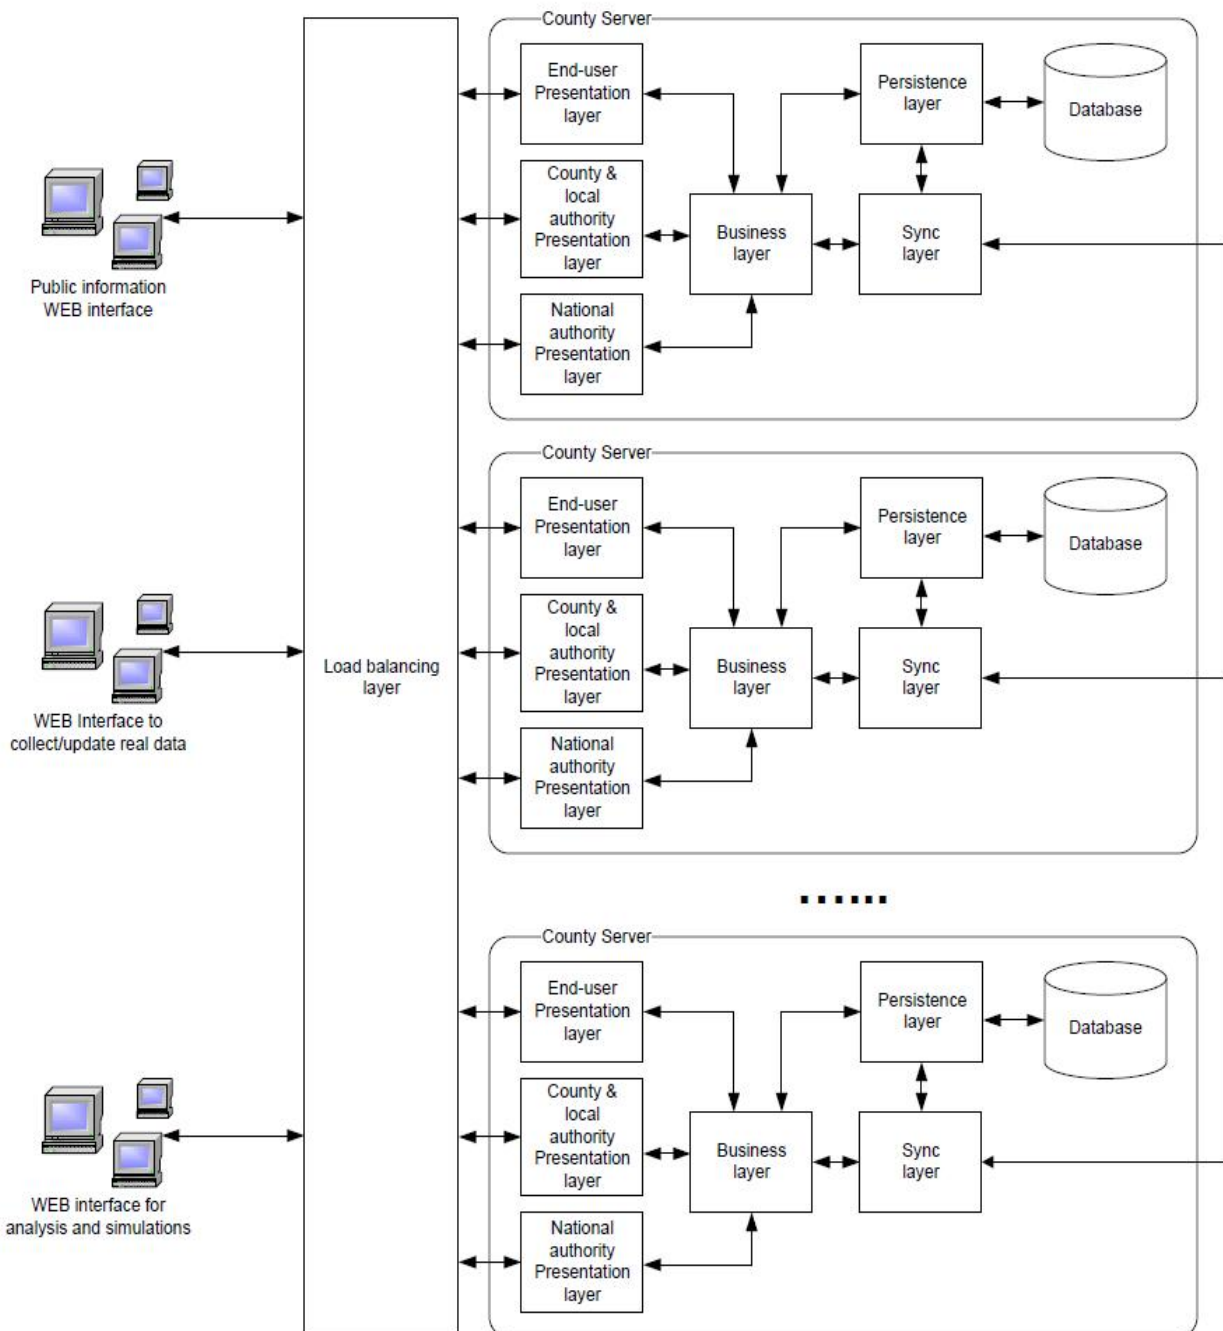 County Server
End-user
Presentation
layer
Persistence
layer
Database
County &
local
authority
Presentation
layer
Business
layer
Sync
layer
National
authority
Presentation
layer
Public information
WEB interface
County Server
End-user
Presentation
layer
Persistence
layer
Database
County &
local
authority
Presentation
layer
Business
layer
Sync
layer
National
authority
Presentation
layer
Load balancing
layer
WEB Interface to
collect/update real data
......
County Server
End-user
Presentation
layer
Persistence
layer
Database
County &
local
authority
Presentation
layer
Business
layer
Sync
layer
National
authority
Presentation
layer
WEB interface for
analysis and simulations